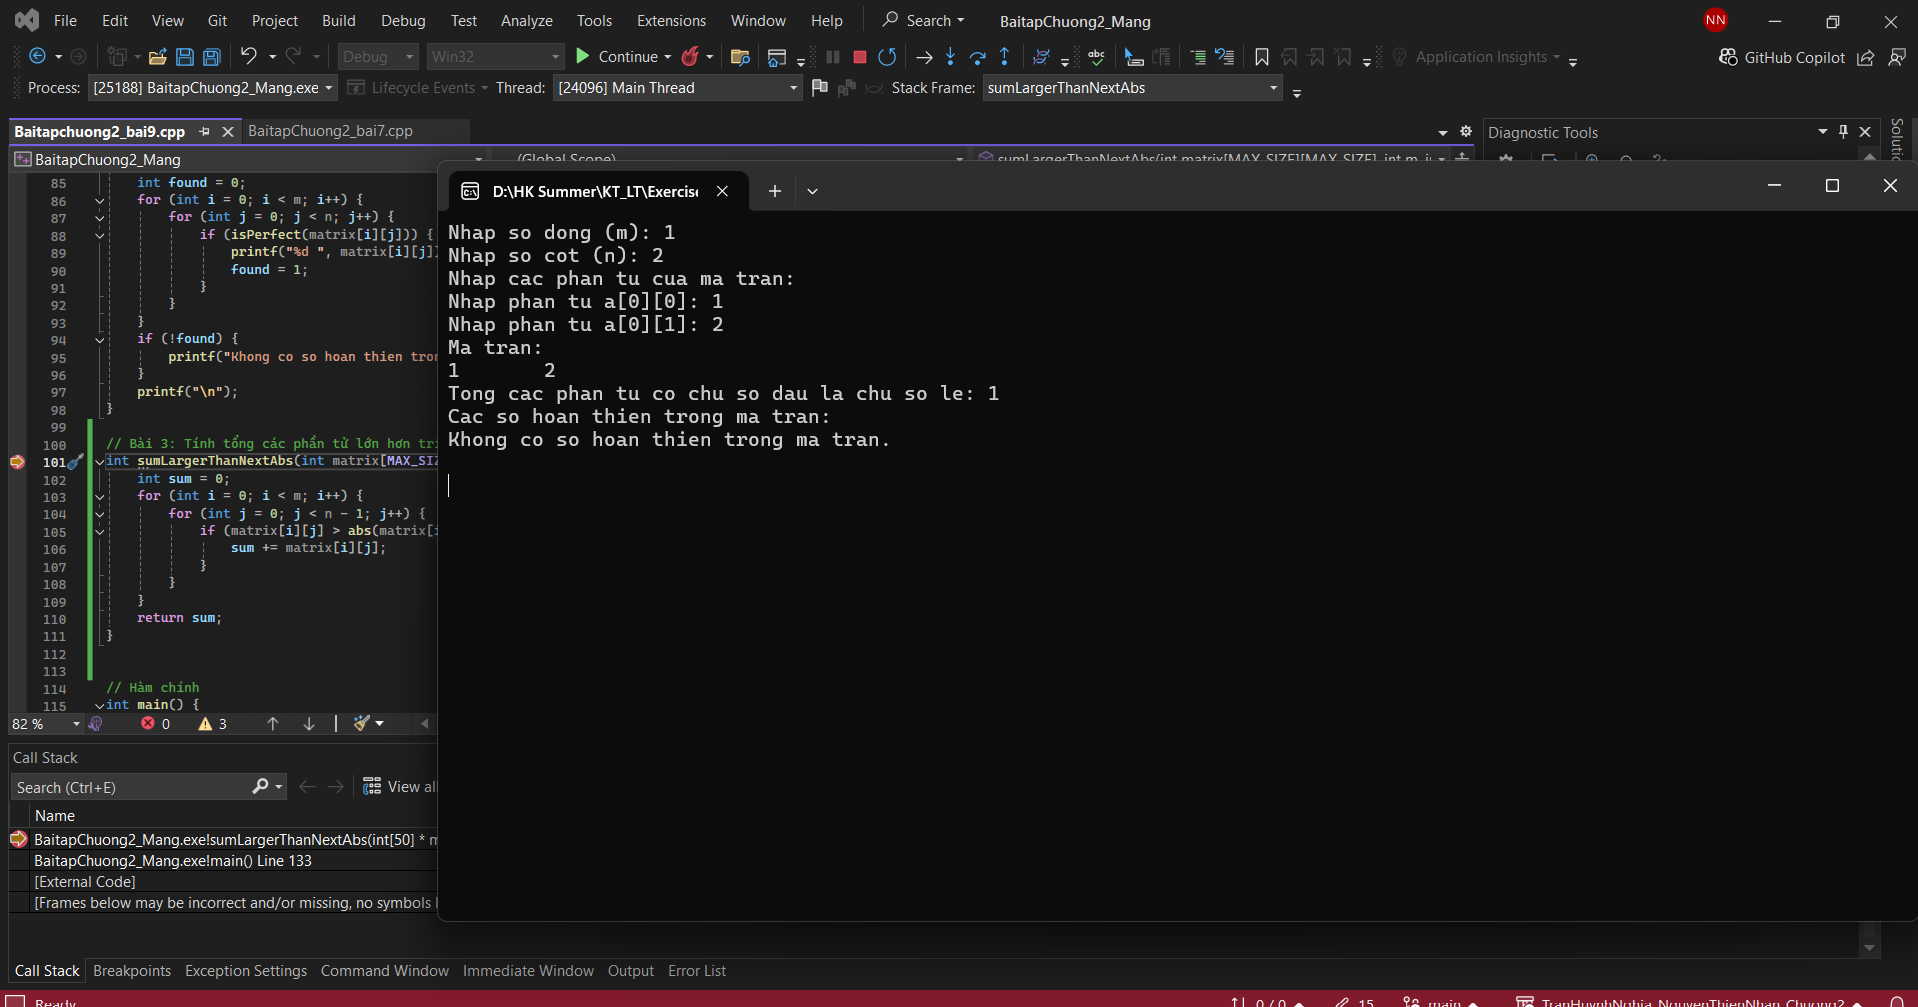 File Edit View Git Project Build Debug Test Analyze Tools Extensions Window Help Search BaitapChuong2_Mang NN
Debug Win32 Continue Application Insights GitHub Copilot
Process: [25188] BaitapChuong2_Mang.exe Lifecycle Events Thread: [24096] Main Thread Stack Frame: sumLargerThanNextAbs
Baitapchuong2_bai9.cpp BaitapChuong2_bai7.cpp Diagnostic Tools
BaitapChuong2_Mang (Global Scope) sumLargerThanNextAbs(int matrix[MAX_SIZE][MAX_SIZE], int m, i
85 int found = 0;
86 for (int i = 0; i < m; i++) {
87 for (int j = 0; j < n; j++) {
88 if (isPerfect(matrix[i][j])) {
89 printf("%d ", matrix[i][j]
90 found = 1;
91 }
92 }
93 }
94 if (!found) {
95 printf("Khong co so hoan thien tron
96 }
97 printf("\n");
98 }
99
100 // Bài 3: Tính tổng các phần tử lớn hơn trị
101 int sumLargerThanNextAbs(int matrix[MAX_SIZ
102 int sum = 0;
103 for (int i = 0; i < m; i++) {
104 for (int j = 0; j < n - 1; j++) {
105 if (matrix[i][j] > abs(matrix[i
106 sum += matrix[i][j];
107 }
108 }
109 }
110 return sum;
111 }
112
113
114 // Hàm chính
115 int main() {
82 % 0 3
Call Stack
Search (Ctrl+E) View all
Name
BaitapChuong2_Mang.exe!sumLargerThanNextAbs(int[50] * m
BaitapChuong2_Mang.exe!main() Line 133
[External Code]
[Frames below may be incorrect and/or missing, no symbols
Call Stack Breakpoints Exception Settings Command Window Immediate Window Output Error List
Ready 0 / 0 15 main TranHuynhNghia_NguyenThienNhan_Chuong2
D:\HK Summer\KT_LT\Exercise
Nhap so dong (m): 1
Nhap so cot (n): 2
Nhap cac phan tu cua ma tran:
Nhap phan tu a[0][0]: 1
Nhap phan tu a[0][1]: 2
Ma tran:
1 2
Tong cac phan tu co chu so dau la chu so le: 1
Cac so hoan thien trong ma tran:
Khong co so hoan thien trong ma tran.